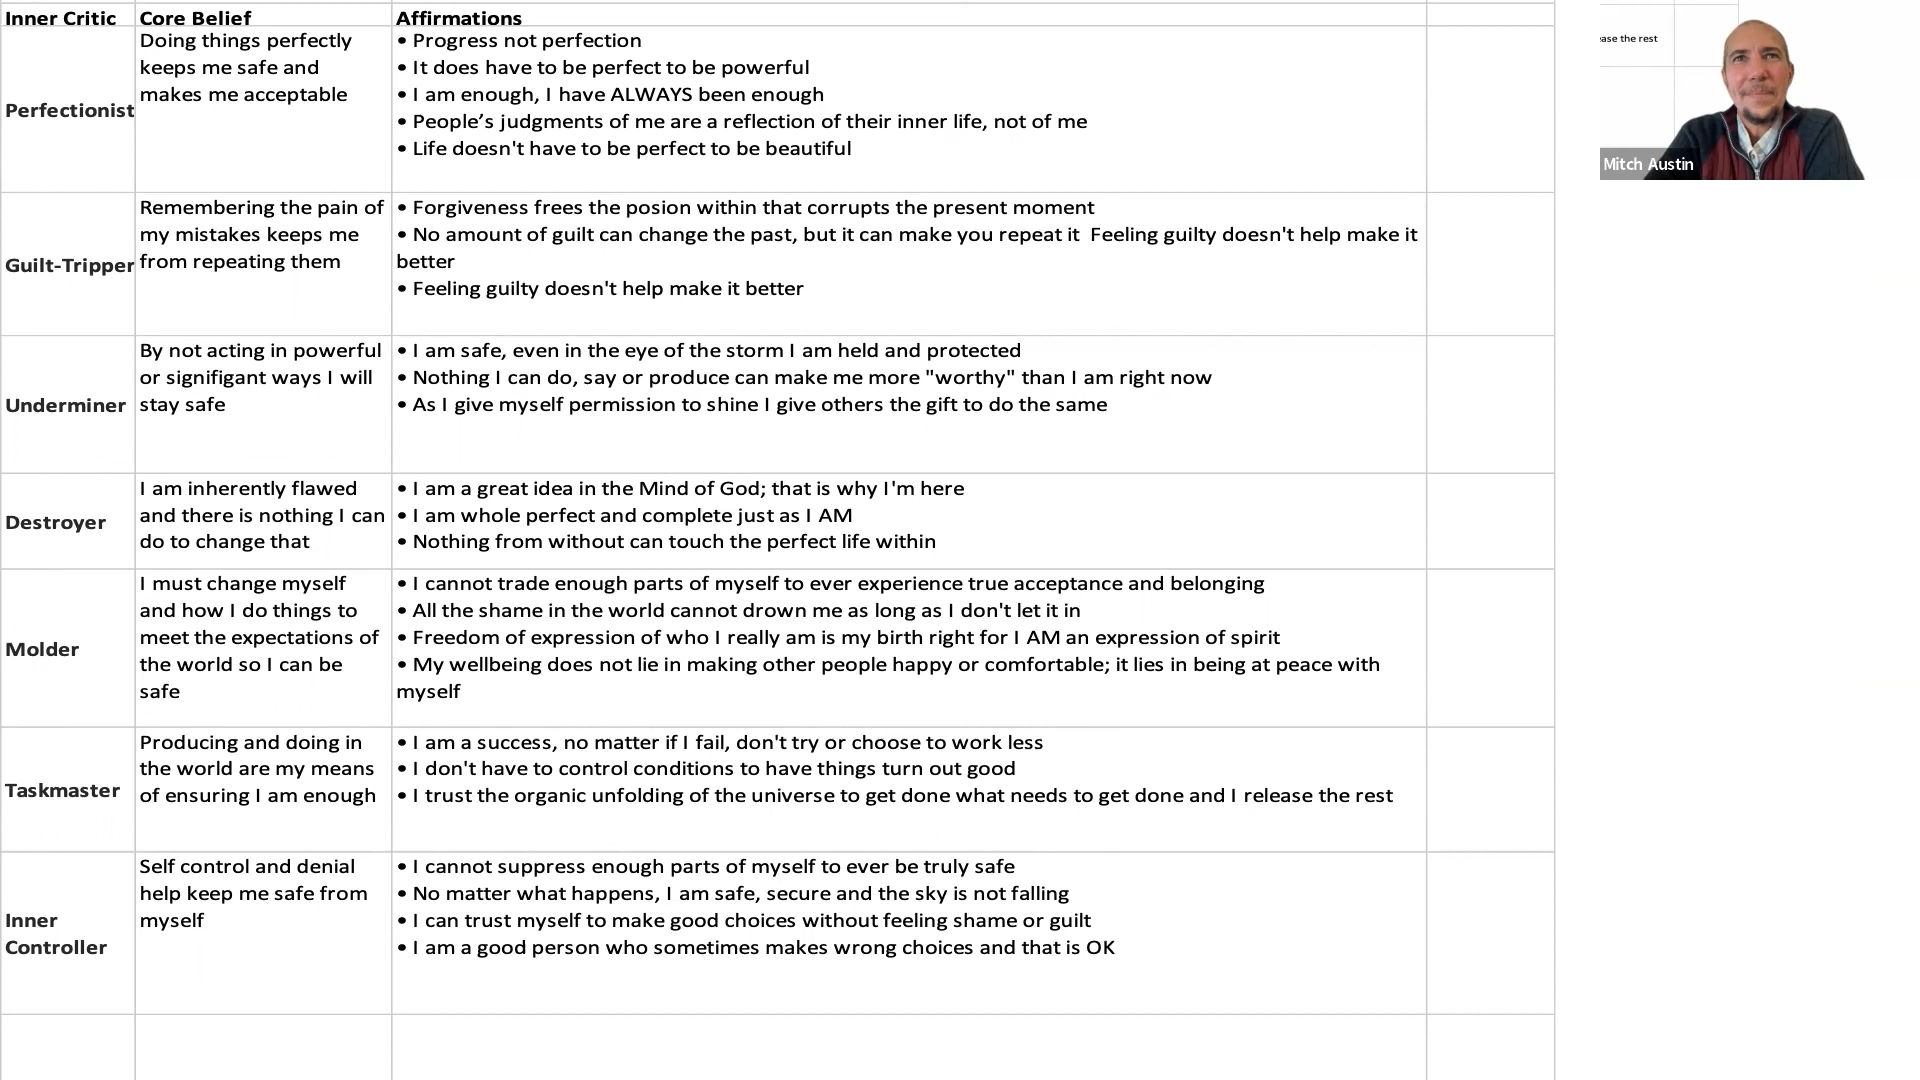 Inner Critic Core Belief Affirmations
Perfectionist
Doing things perfectly
keeps me safe and
makes me acceptable
• Progress not perfection
• It does have to be perfect to be powerful
• I am enough, I have ALWAYS been enough
• People’s judgments of me are a reflection of their inner life, not of me
• Life doesn't have to be perfect to be beautiful
Guilt-Tripper
Remembering the pain of
my mistakes keeps me
from repeating them
• Forgiveness frees the posion within that corrupts the present moment
• No amount of guilt can change the past, but it can make you repeat it  Feeling guilty doesn't help make it
better
• Feeling guilty doesn't help make it better
Underminer
By not acting in powerful
or signifigant ways I will
stay safe
• I am safe, even in the eye of the storm I am held and protected
• Nothing I can do, say or produce can make me more "worthy" than I am right now
• As I give myself permission to shine I give others the gift to do the same
Destroyer
I am inherently flawed
and there is nothing I can
do to change that
• I am a great idea in the Mind of God; that is why I'm here
• I am whole perfect and complete just as I AM
• Nothing from without can touch the perfect life within
Molder
I must change myself
and how I do things to
meet the expectations of
the world so I can be
safe
• I cannot trade enough parts of myself to ever experience true acceptance and belonging
• All the shame in the world cannot drown me as long as I don't let it in
• Freedom of expression of who I really am is my birth right for I AM an expression of spirit
• My wellbeing does not lie in making other people happy or comfortable; it lies in being at peace with
myself
Taskmaster
Producing and doing in
the world are my means
of ensuring I am enough
• I am a success, no matter if I fail, don't try or choose to work less
• I don't have to control conditions to have things turn out good
• I trust the organic unfolding of the universe to get done what needs to get done and I release the rest
Inner
Controller
Self control and denial
help keep me safe from
myself
• I cannot suppress enough parts of myself to ever be truly safe
• No matter what happens, I am safe, secure and the sky is not falling
• I can trust myself to make good choices without feeling shame or guilt
• I am a good person who sometimes makes wrong choices and that is OK
ease the rest
Mitch Austin